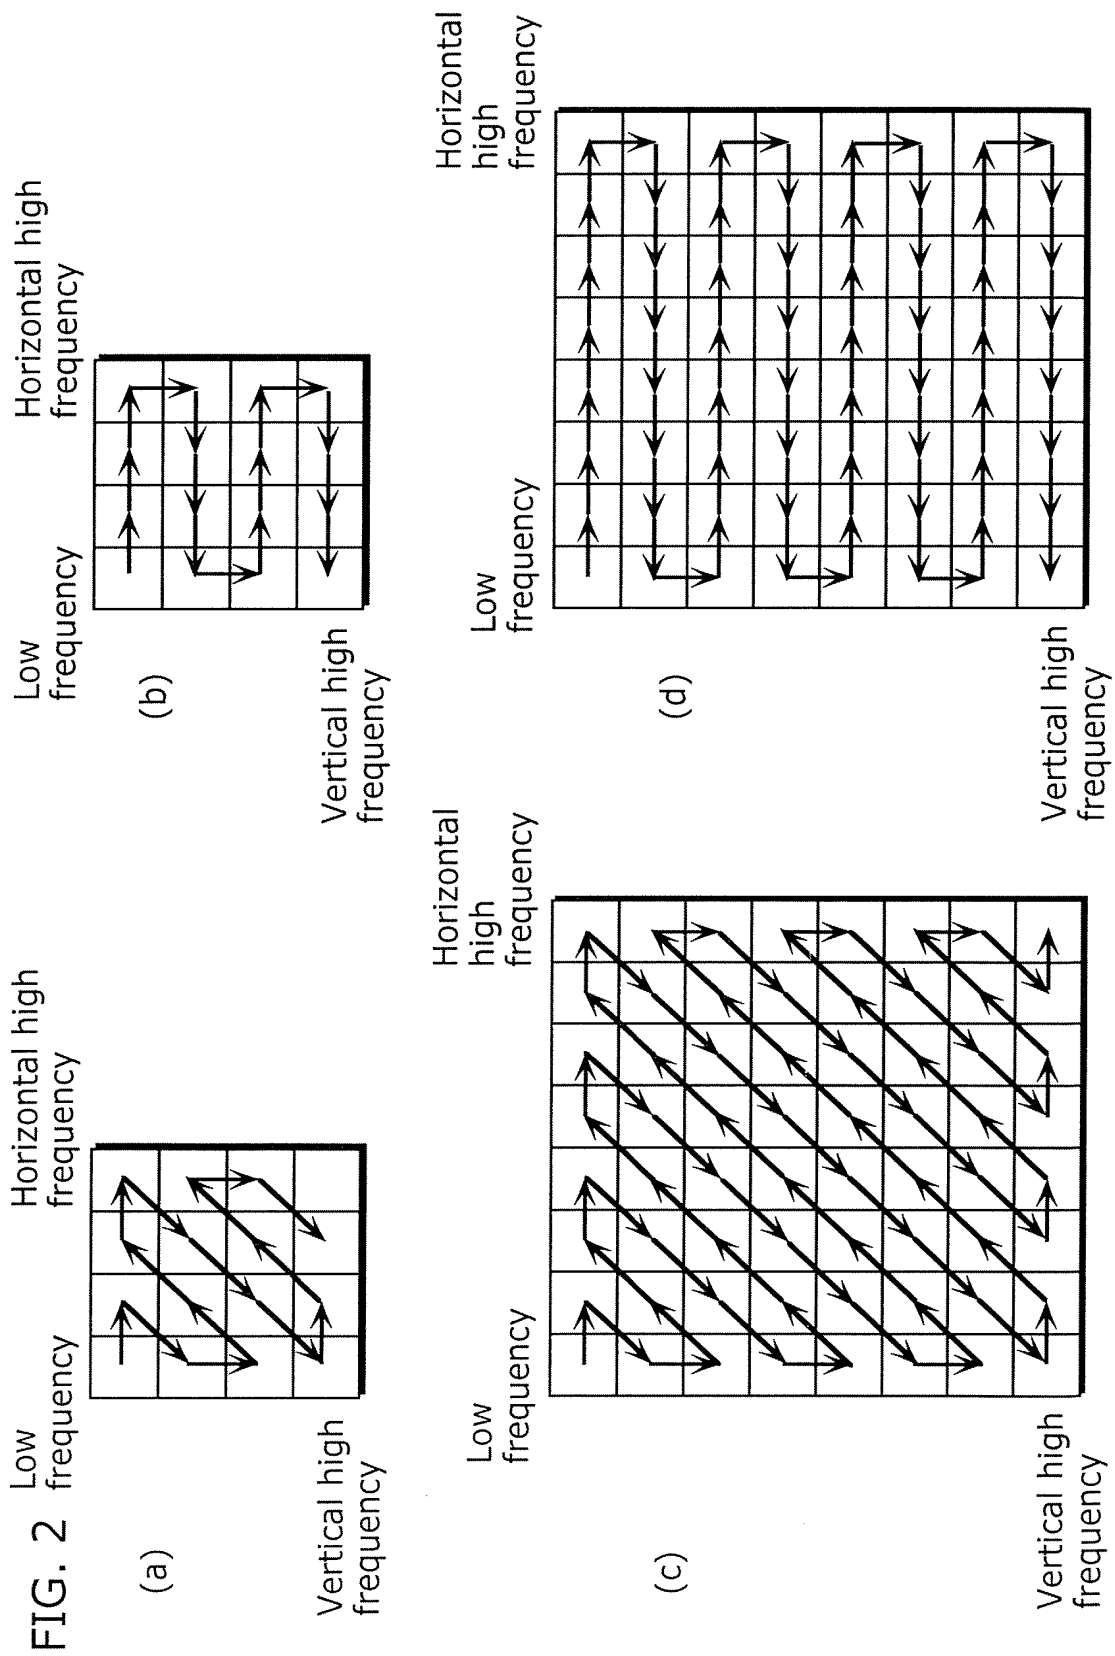 FIG. 2
(a)
Low
frequency
Horizontal high
frequency
Vertical high
frequency
(b)
Low
frequency
Horizontal high
frequency
Vertical high
frequency
(c)
Low
frequency
Horizontal
high
frequency
Vertical high
frequency
(d)
Low
frequency
Horizontal
high
frequency
Vertical high
frequency